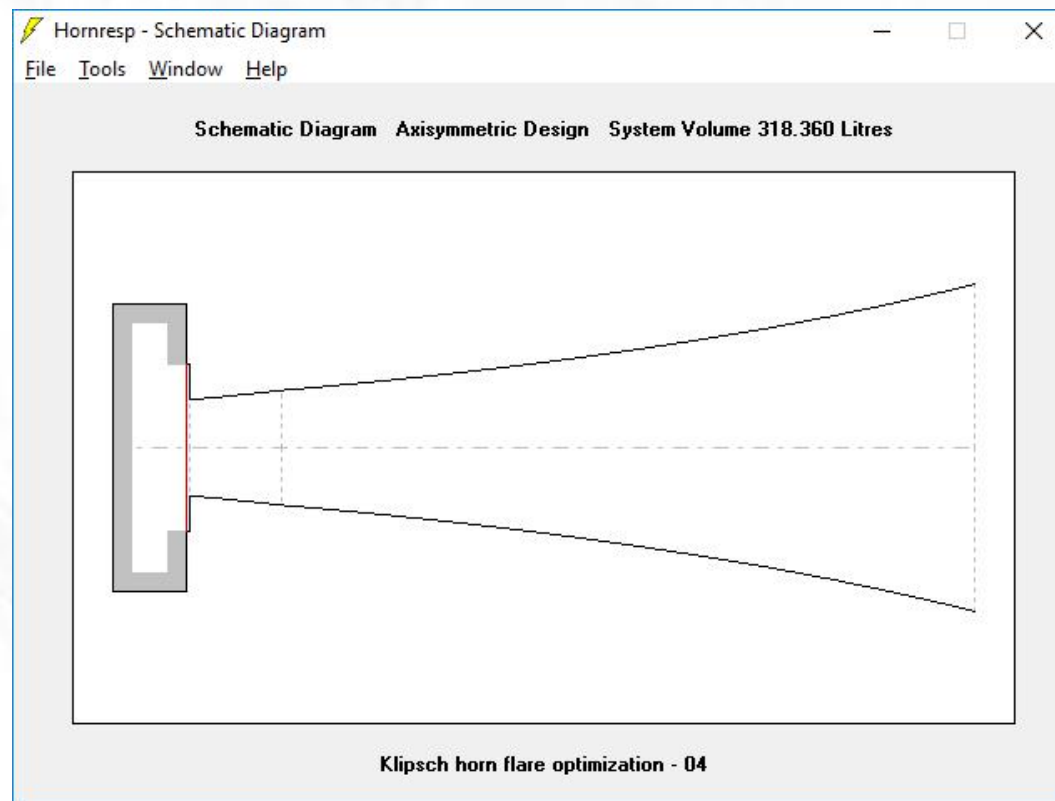 Hornresp - Schematic Diagram
File Tools Window Help
Schematic Diagram Axisymmetric Design System Volume 318.360 Litres
Klipsch horn flare optimization - 04